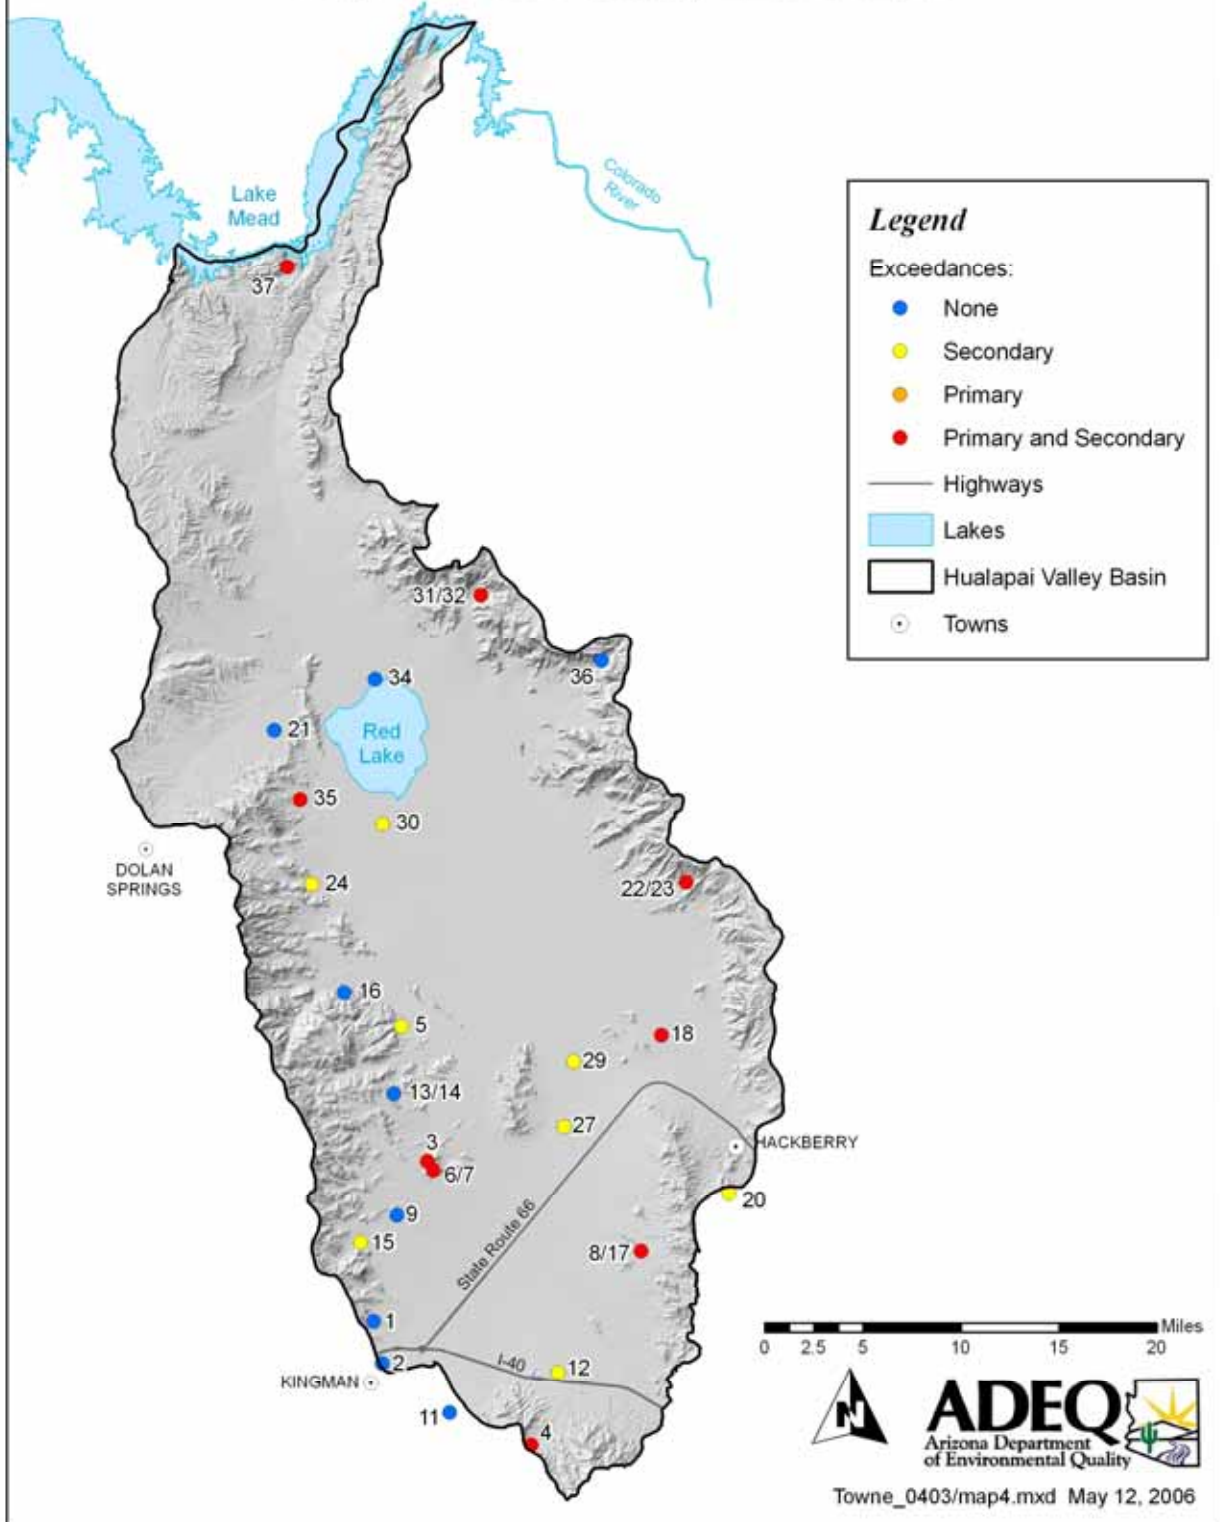 Lake
Mead
Colorado
River
37
31/32
36
34
21
Red
Lake
35
30
DOLAN
SPRINGS
24
22/23
16
5
18
29
13/14
27
3
HACKBERRY
6/7
20
9
15
State Route 66
8/17
1
2
I-40
12
KINGMAN
11
4
Legend
Exceedances:
None
Secondary
Primary
Primary and Secondary
Highways
Lakes
Hualapai Valley Basin
Towns
Miles
0 2.5 5 10 15 20
N
ADEQ
Arizona Department
of Environmental Quality
Towne_0403/map4.mxd May 12, 2006